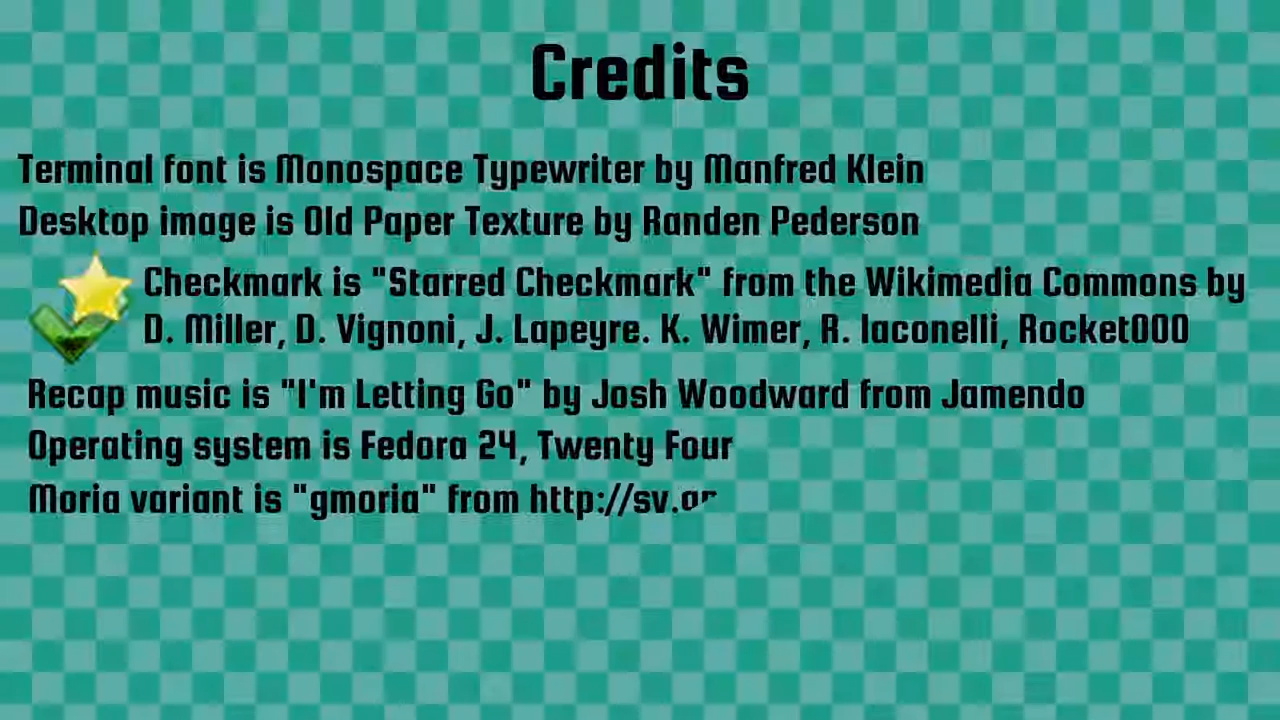 Credits
Terminal font is Monospace Typewriter by Manfred Klein
Desktop image is Old Paper Texture by Randen Pederson
Checkmark is "Starred Checkmark" from the Wikimedia Commons by
D. Miller, D. Vignoni, J. Lapeyre. K. Wimer, R. Iaconelli, Rocket000
Recap music is "I'm Letting Go" by Josh Woodward from Jamendo
Operating system is Fedora 24, Twenty Four
Moria variant is "gmoria" from http://sv.